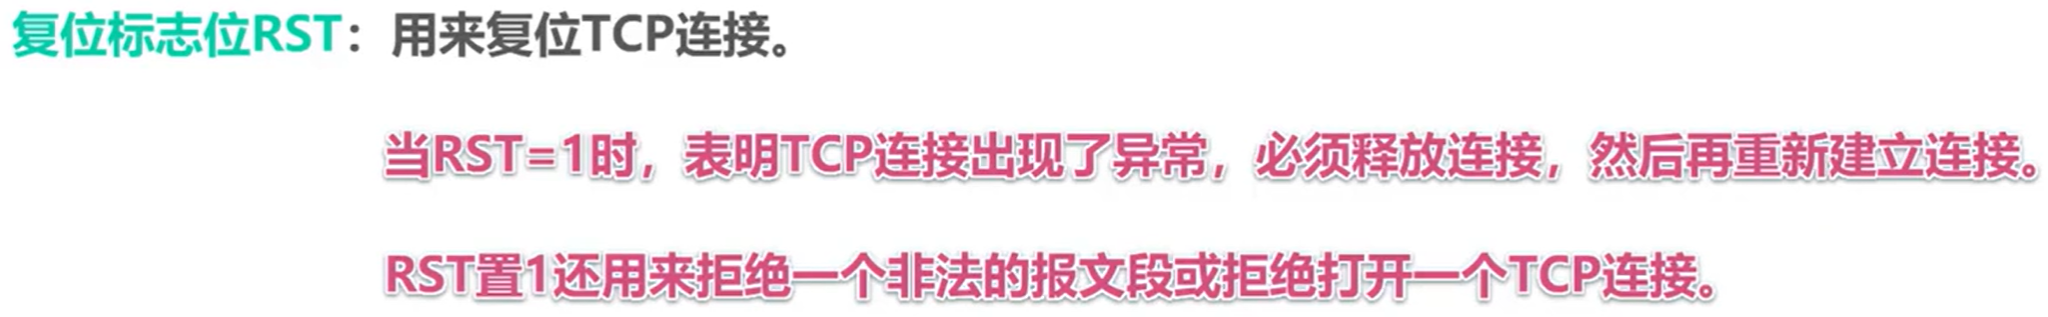 复位标志位RST：用来复位TCP连接。
当RST=1时，表明TCP连接出现了异常，必须释放连接，然后再重新建立连接。
RST置1还用来拒绝一个非法的报文段或拒绝打开一个TCP连接。